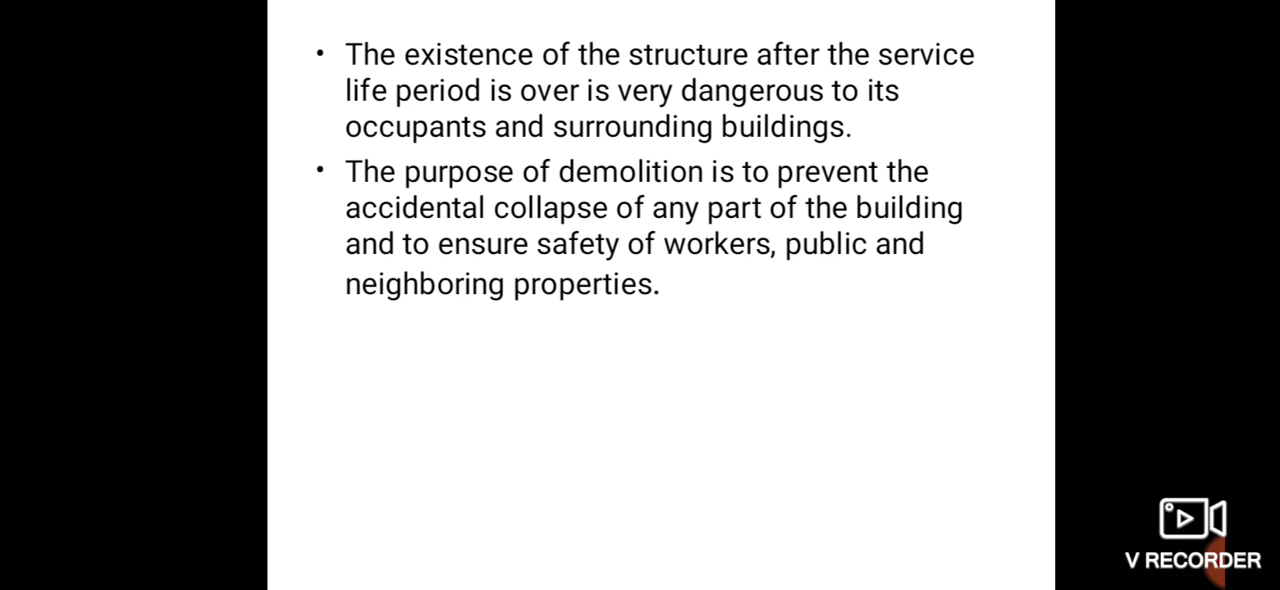 • The existence of the structure after the service
life period is over is very dangerous to its
occupants and surrounding buildings.
• The purpose of demolition is to prevent the
accidental collapse of any part of the building
and to ensure safety of workers, public and
neighboring properties.
V RECORDER